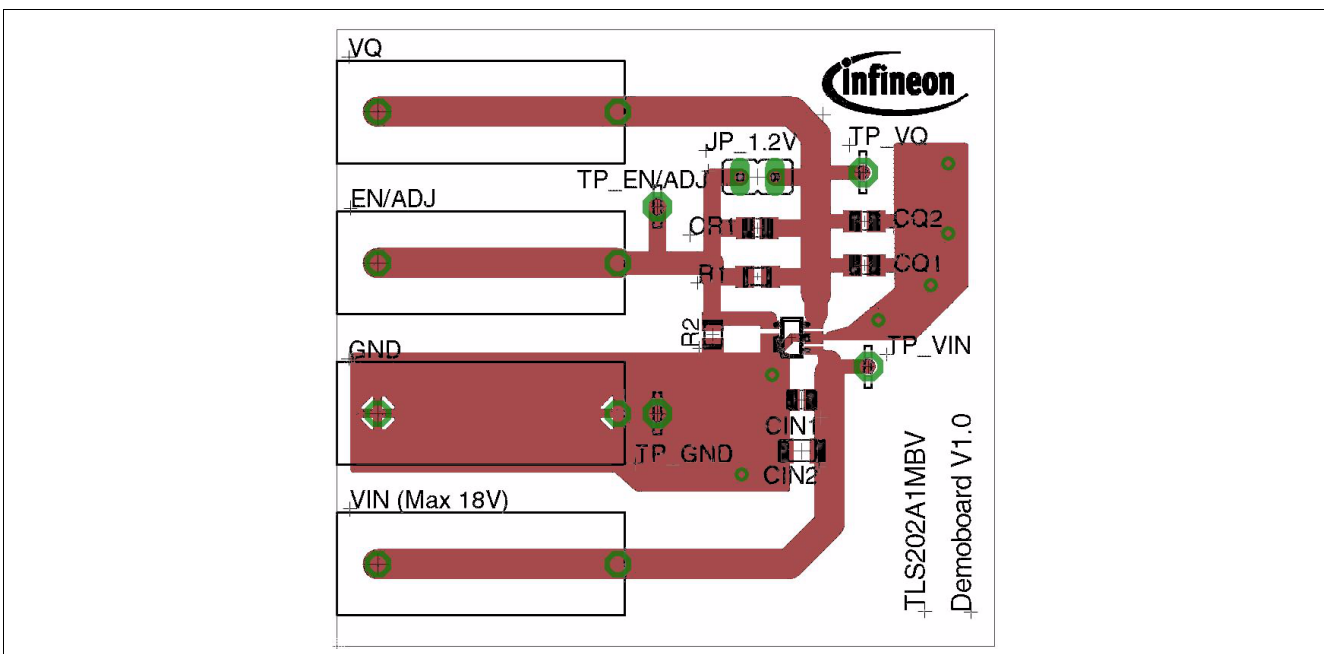 VQ
infineon
JP_1.2V
TP_VQ
TP_EN/ADJ
EN/ADJ
CR1
CQ2
R1
CQ1
R2
GND
TP_VIN
CIN1
TP_GND
CIN2
VIN (Max 18V)
TLS202A1MBV
Demoboard V1.0